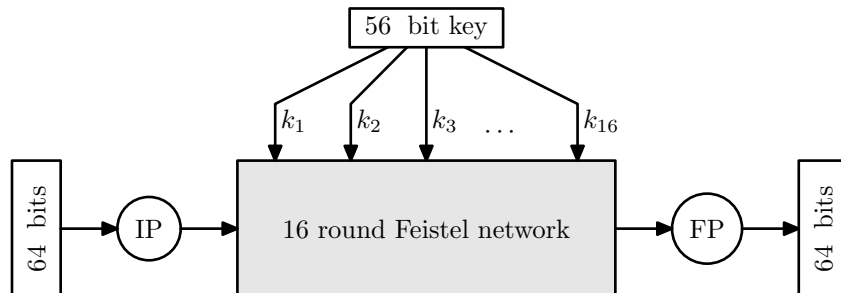 56 bit key
k1 k2 k3 ... k16
64 bits
IP
16 round Feistel network
FP
64 bits